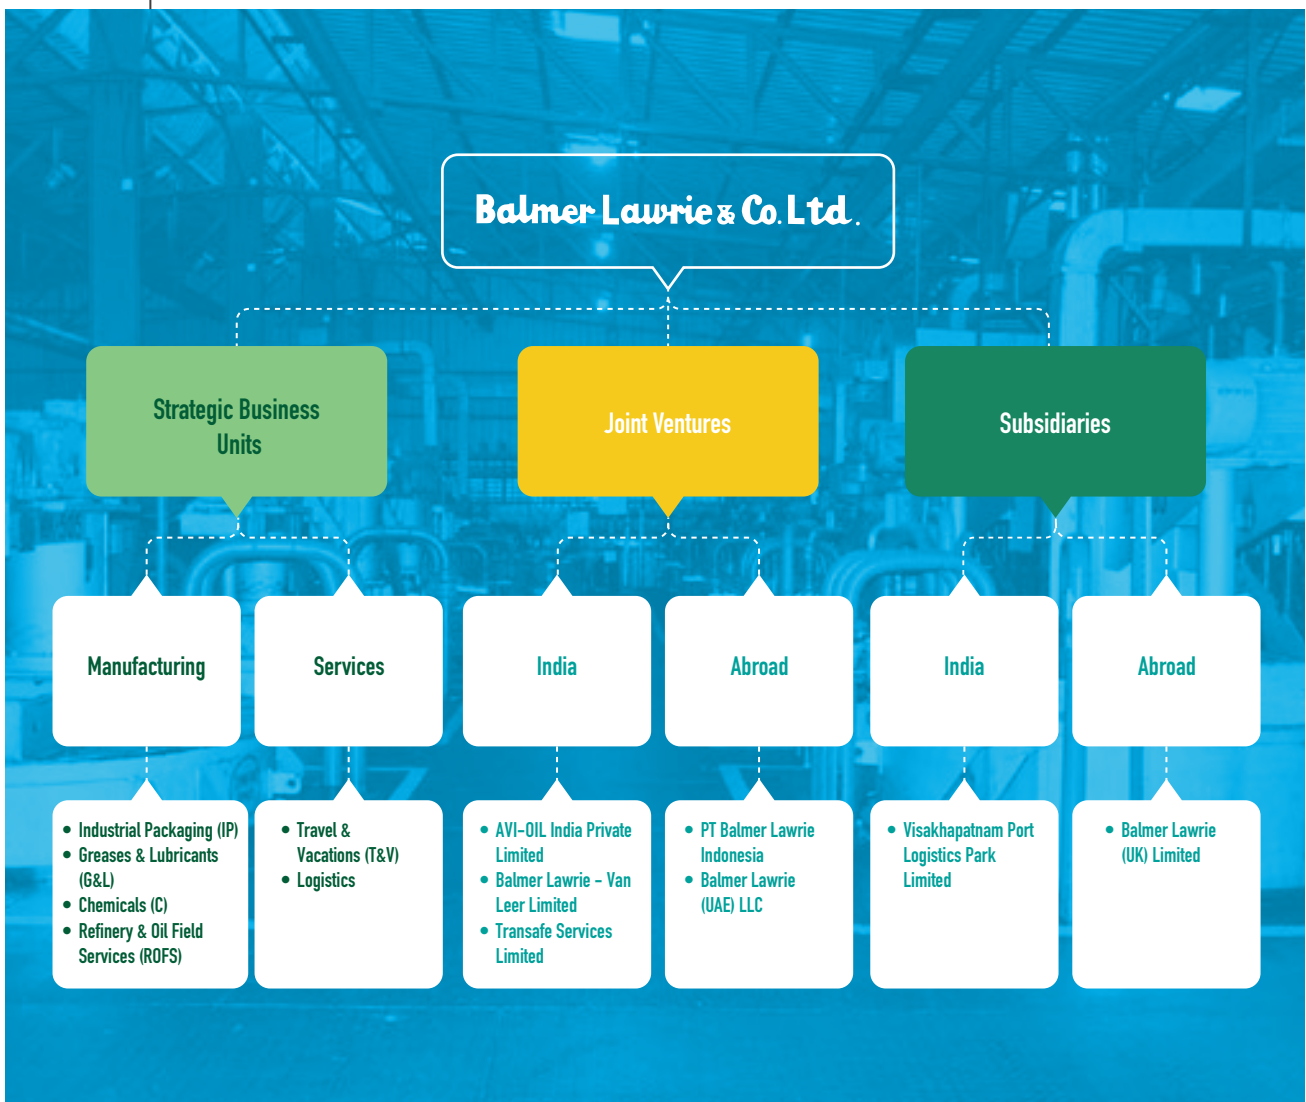 Balmer Lawrie & Co. Ltd.
Strategic Business
Units
Joint Ventures
Subsidiaries
Manufacturing
Services
India
Abroad
India
Abroad
• Industrial Packaging (IP)
• Greases & Lubricants
(G&L)
• Chemicals (C)
• Refinery & Oil Field
Services (ROFS)
• Travel &
Vacations (T&V)
• Logistics
• AVI-OIL India Private
Limited
• Balmer Lawrie - Van
Leer Limited
• Transafe Services
Limited
• PT Balmer Lawrie
Indonesia
• Balmer Lawrie
(UAE) LLC
• Visakhapatnam Port
Logistics Park
Limited
• Balmer Lawrie
(UK) Limited